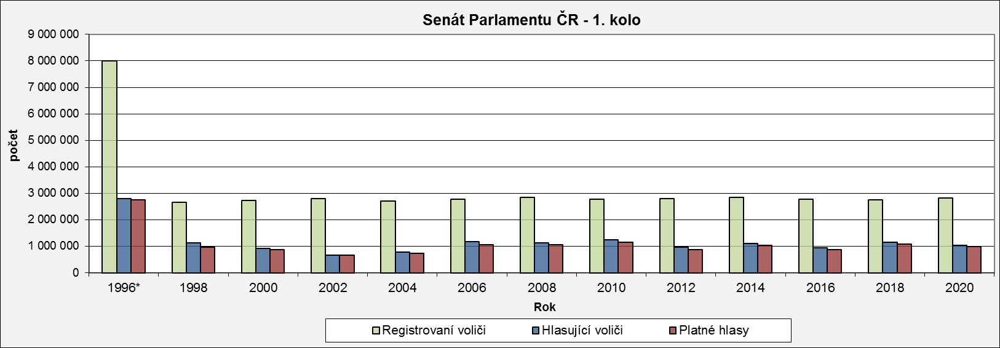 Senát Parlamentu ČR - 1. kolo
9 000 000
8 000 000
7 000 000
6 000 000
5 000 000
4 000 000
3 000 000
2 000 000
1 000 000
0
počet
1996* 1998 2000 2002 2004 2006 2008 2010 2012 2014 2016 2018 2020
Rok
Registrovaní voliči Hlasující voliči Platné hlasy